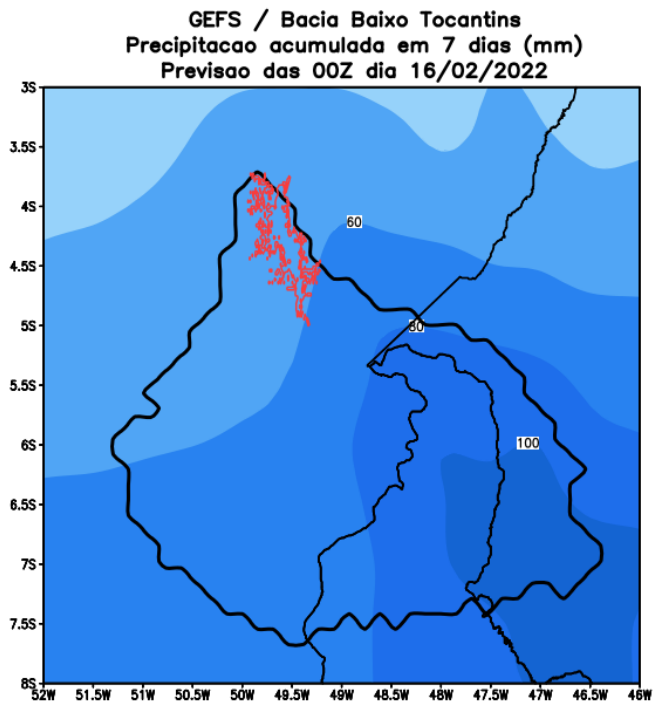 GEFS / Bacia Baixo Tocantins
Precipitacao acumulada em 7 dias (mm)
Previsao das 00Z dia 16/02/2022
3S
3.5S
4S
60
4.5S
5S
80
5.5S
6S
100
6.5S
7S
7.5S
8S
52W 51.5W 51W 50.5W 50W 49.5W 49W 48.5W 48W 47.5W 47W 46.5W 46W